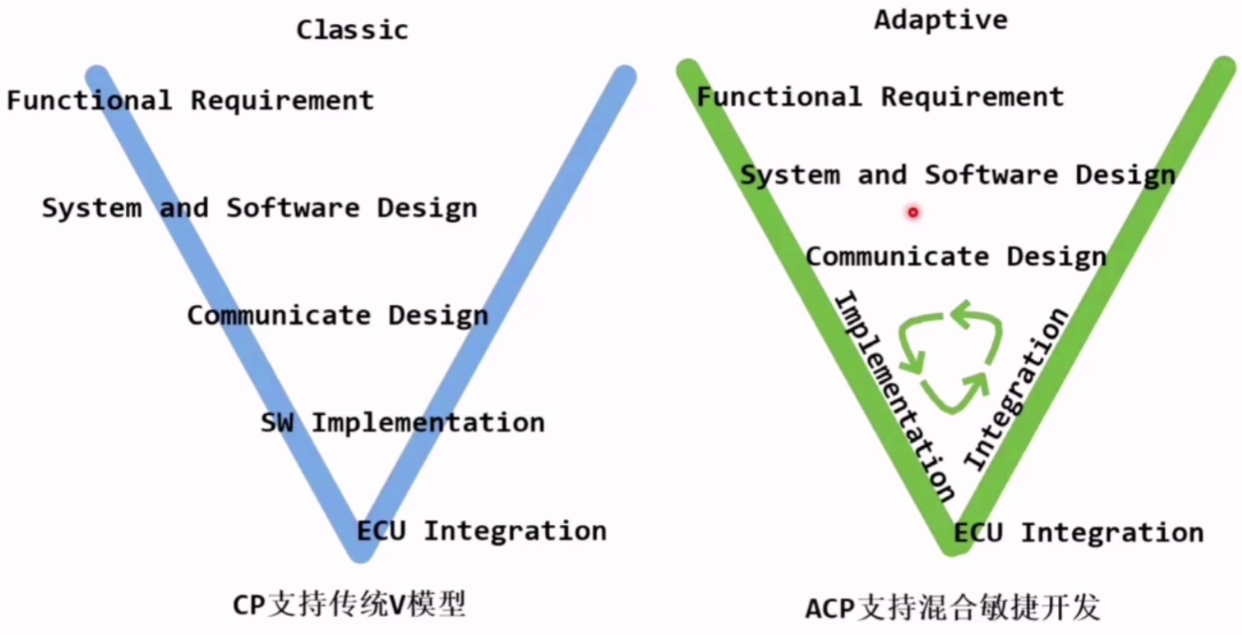 Classic
Functional Requirement
System and Software Design
Communicate Design
SW Implementation
ECU Integration
CP支持传统V模型
Adaptive
Functional Requirement
System and Software Design
Communicate Design
Implementation
Integration
ECU Integration
ACP支持混合敏捷开发